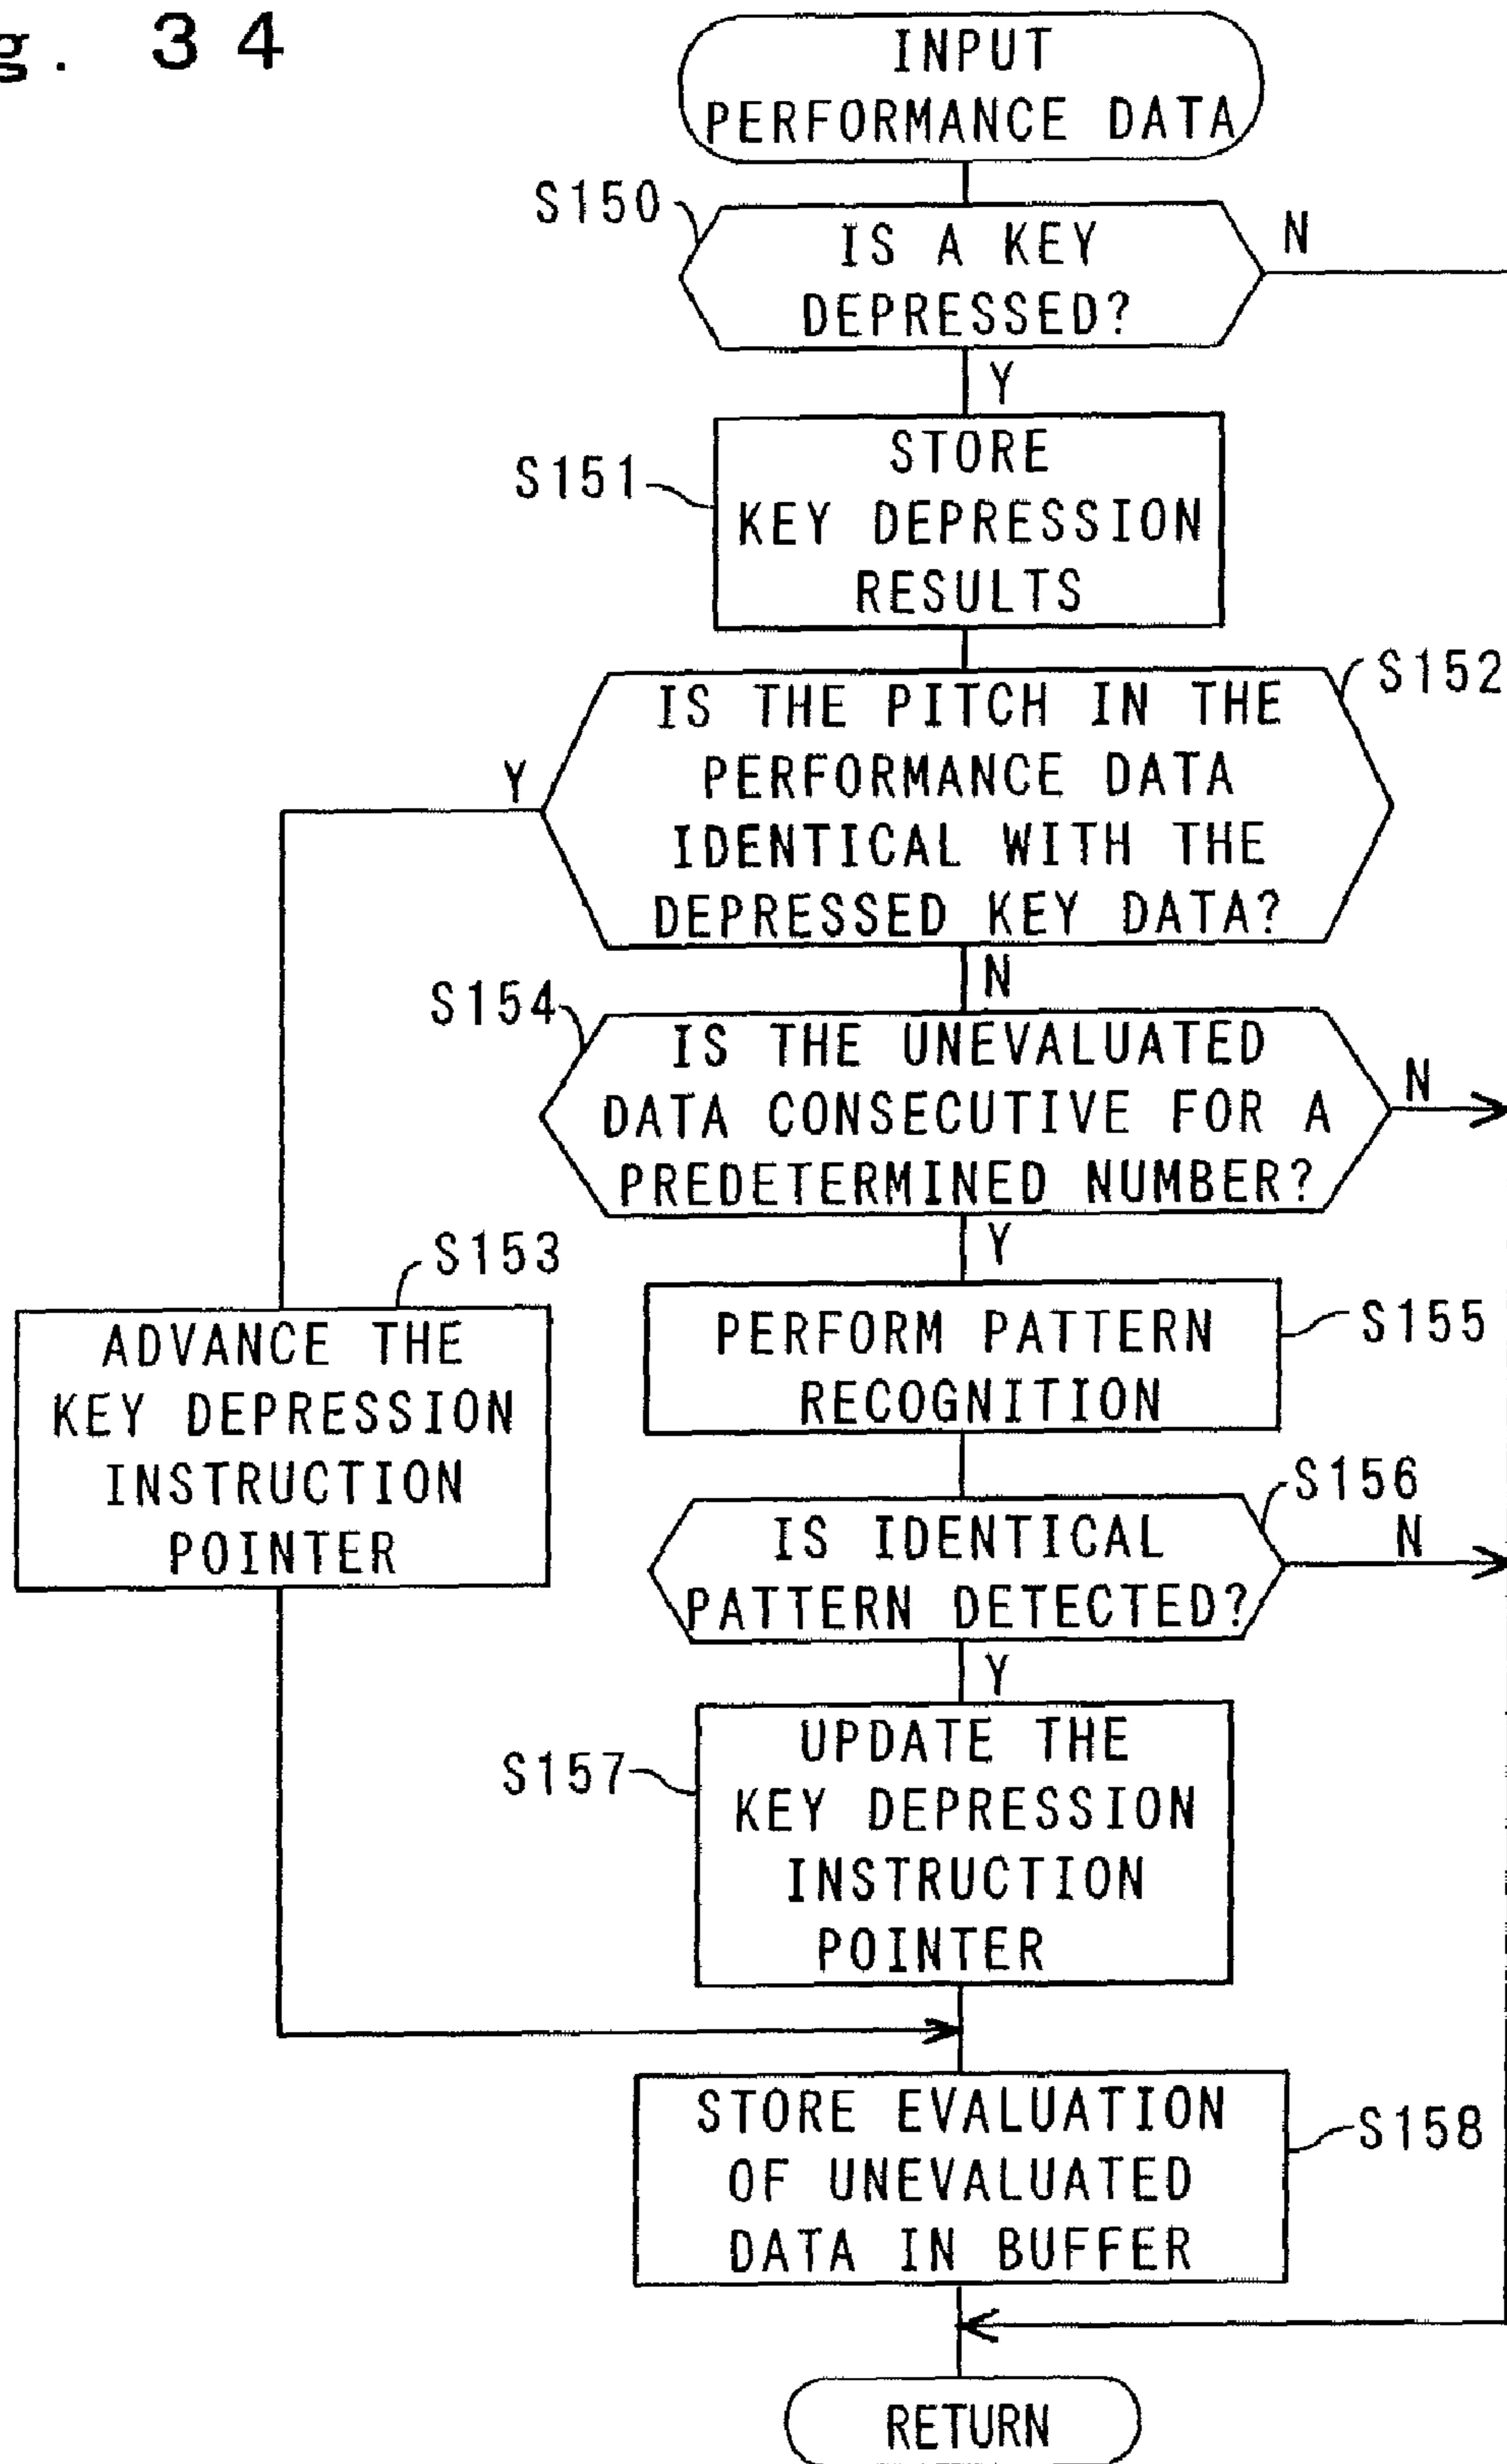 g. 34
INPUT
PERFORMANCE DATA
S150
IS A KEY
DEPRESSED?
N
Y
S151
STORE
KEY DEPRESSION
RESULTS
S152
IS THE PITCH IN THE
PERFORMANCE DATA
IDENTICAL WITH THE
DEPRESSED KEY DATA?
Y
N
S154
IS THE UNEVALUATED
DATA CONSECUTIVE FOR A
PREDETERMINED NUMBER?
N
Y
S153
ADVANCE THE
KEY DEPRESSION
INSTRUCTION
POINTER
PERFORM PATTERN
RECOGNITION
S155
S156
IS IDENTICAL
PATTERN DETECTED?
N
Y
S157
UPDATE THE
KEY DEPRESSION
INSTRUCTION
POINTER
STORE EVALUATION
OF UNEVALUATED
DATA IN BUFFER
S158
RETURN